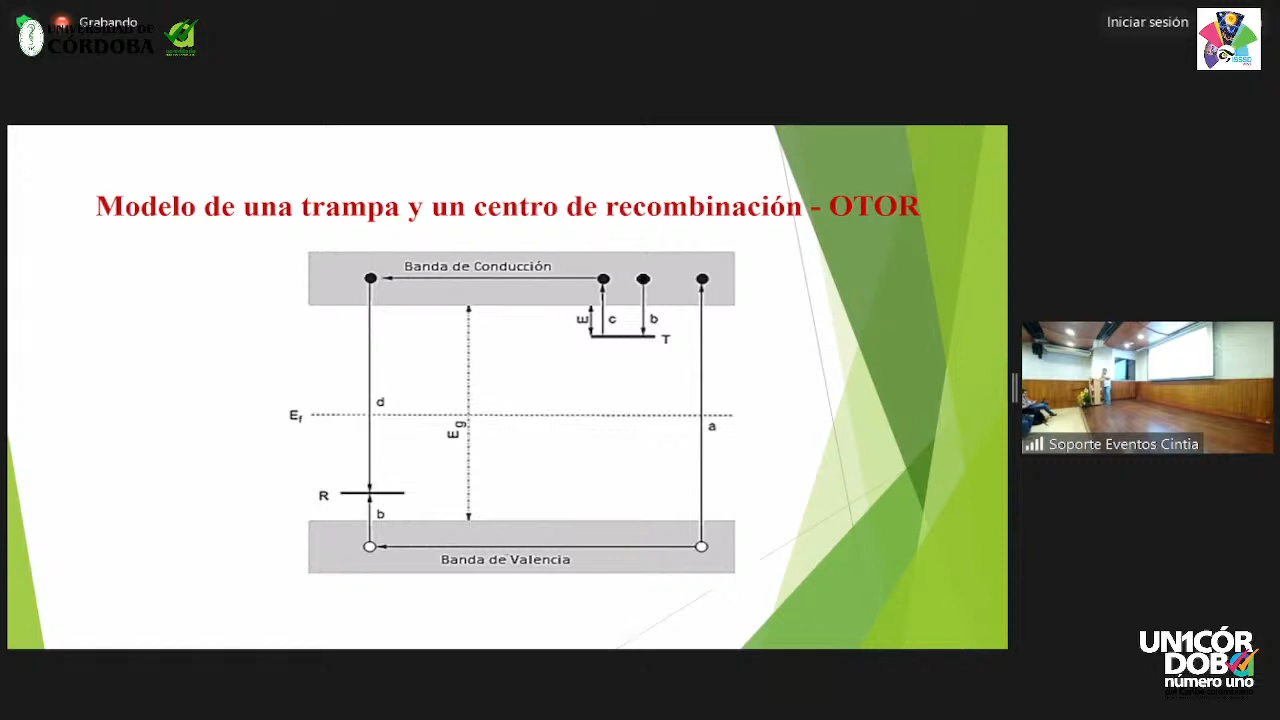 Grabando
UNIVERSIDAD DE
CÓRDOBA
Iniciar sesión
Modelo de una trampa y un centro de recombinación - OTOR
Banda de Conducción
E
c
b
T
d
Ef
Eg
a
R
b
Banda de Valencia
Soporte Eventos Cintia
UN1CÓR
DOBA
número uno